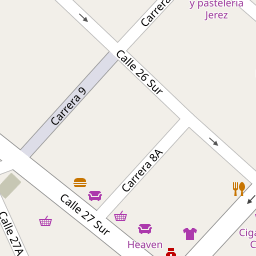 y pastelería
Jerez
Carrera
Calle 26 Sur
Carrera 9
Carrera 8A
Calle 27 Sur
Calle 27A
Heaven
Ciga
C